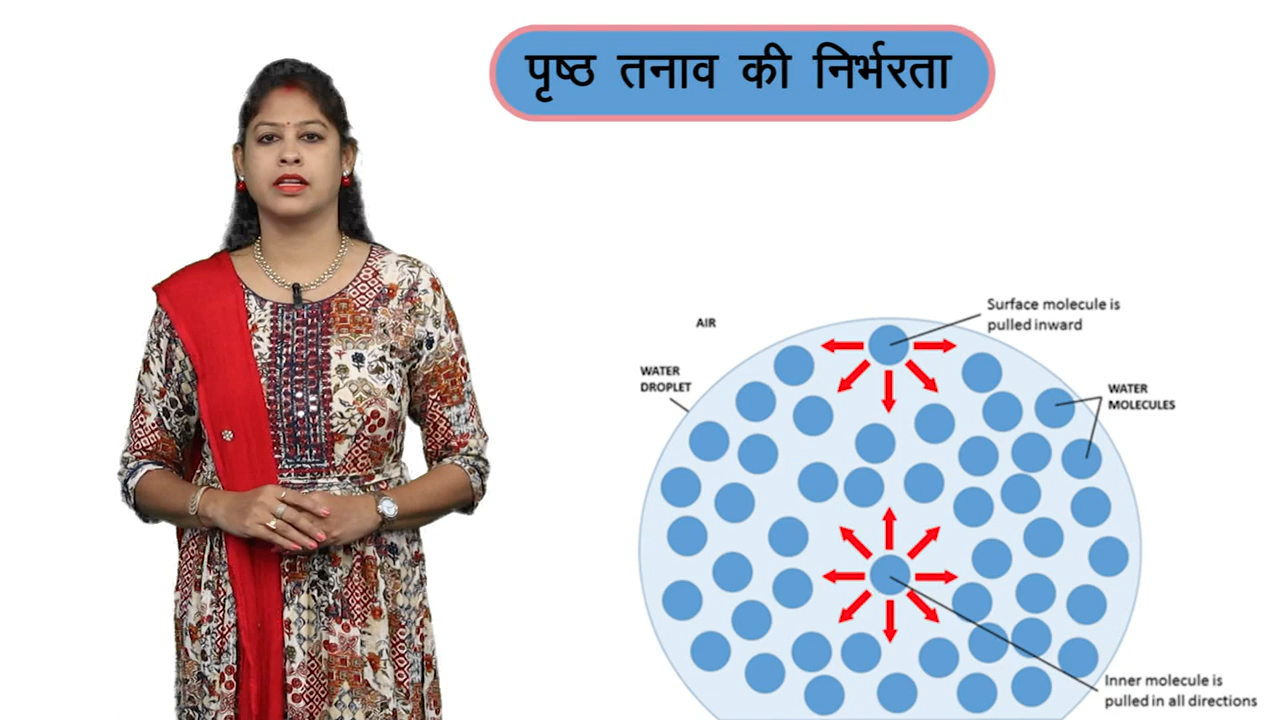 पृष्ठ तनाव की निर्भरता
Surface molecule is
pulled inward
AIR
WATER
DROPLET
WATER
MOLECULES
Inner molecule is
pulled in all directions